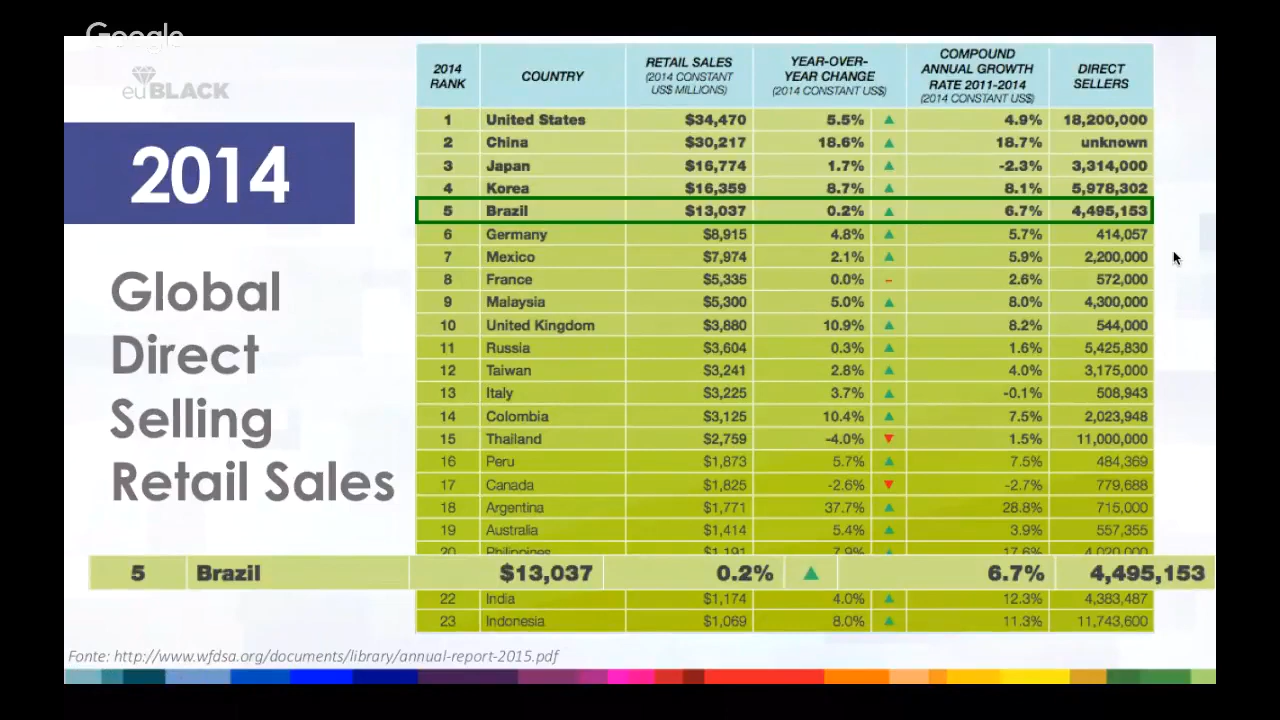 Google
euBLACK
2014
Global
Direct
Selling
Retail Sales
2014 RANK COUNTRY RETAIL SALES (2014 CONSTANT US$ MILLIONS) YEAR-OVER-YEAR CHANGE (2014 CONSTANT US$) COMPOUND ANNUAL GROWTH RATE 2011-2014 (2014 CONSTANT US$) DIRECT SELLERS
1 United States $34,470 5.5% ▲ 4.9% 18,200,000
2 China $30,217 18.6% ▲ 18.7% unknown
3 Japan $16,774 1.7% ▲ -2.3% 3,314,000
4 Korea $16,359 8.7% ▲ 8.1% 5,978,302
5 Brazil $13,037 0.2% ▲ 6.7% 4,495,153
6 Germany $8,915 4.8% ▲ 5.7% 414,057
7 Mexico $7,974 2.1% ▲ 5.9% 2,200,000
8 France $5,335 0.0% – 2.6% 572,000
9 Malaysia $5,300 5.0% ▲ 8.0% 4,300,000
10 United Kingdom $3,880 10.9% ▲ 8.2% 544,000
11 Russia $3,604 0.3% ▲ 1.6% 5,425,830
12 Taiwan $3,241 2.8% ▲ 4.0% 3,175,000
13 Italy $3,225 3.7% ▲ -0.1% 508,943
14 Colombia $3,125 10.4% ▲ 7.5% 2,023,948
15 Thailand $2,759 -4.0% ▼ 1.5% 11,000,000
16 Peru $1,873 5.7% ▲ 7.5% 484,369
17 Canada $1,825 -2.6% ▼ -2.7% 779,688
18 Argentina $1,771 37.7% ▲ 28.8% 715,000
19 Australia $1,414 5.4% ▲ 3.9% 557,355
20 Philippines $1,191 7.9% ▲ 17.6% 4,020,000
5 Brazil $13,037 0.2% ▲ 6.7% 4,495,153
22 India $1,174 4.0% ▲ 12.3% 4,383,487
23 Indonesia $1,069 8.0% ▲ 11.3% 11,743,600
Fonte: http://www.wfdsa.org/documents/library/annual-report-2015.pdf